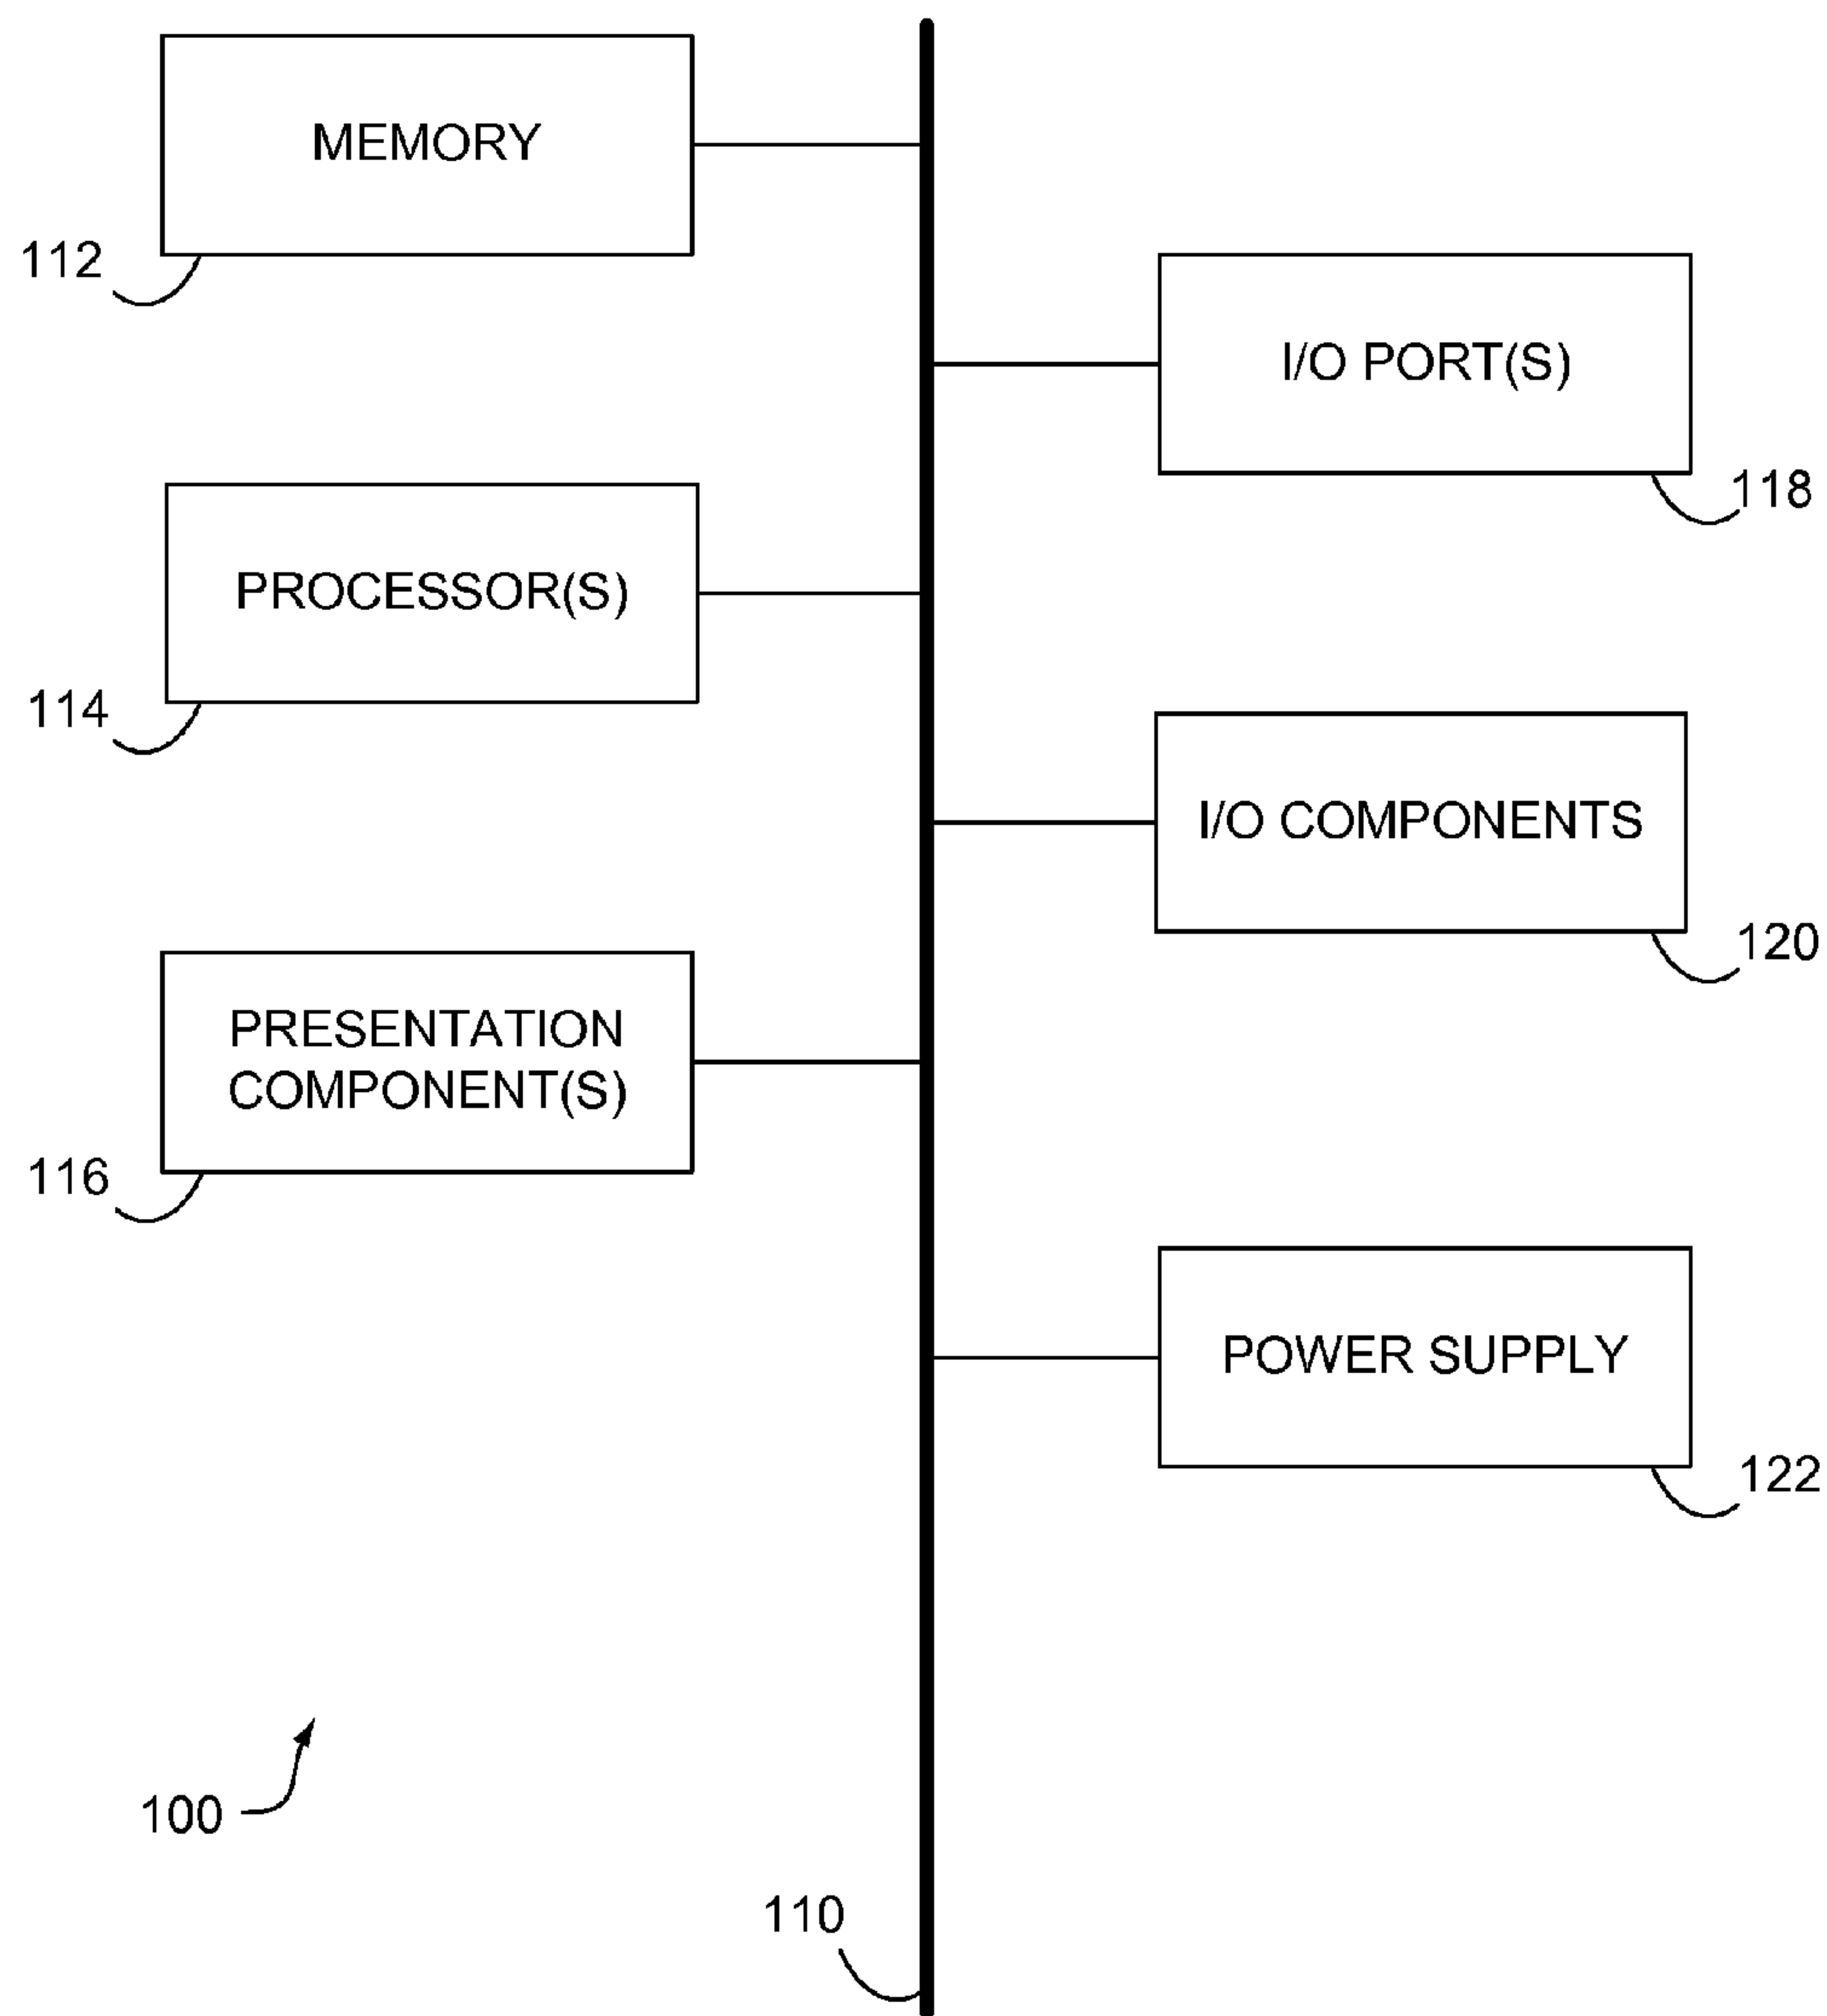 MEMORY
112
I/O PORT(S)
118
PROCESSOR(S)
114
I/O COMPONENTS
120
PRESENTATION
COMPONENT(S)
116
POWER SUPPLY
122
100
110